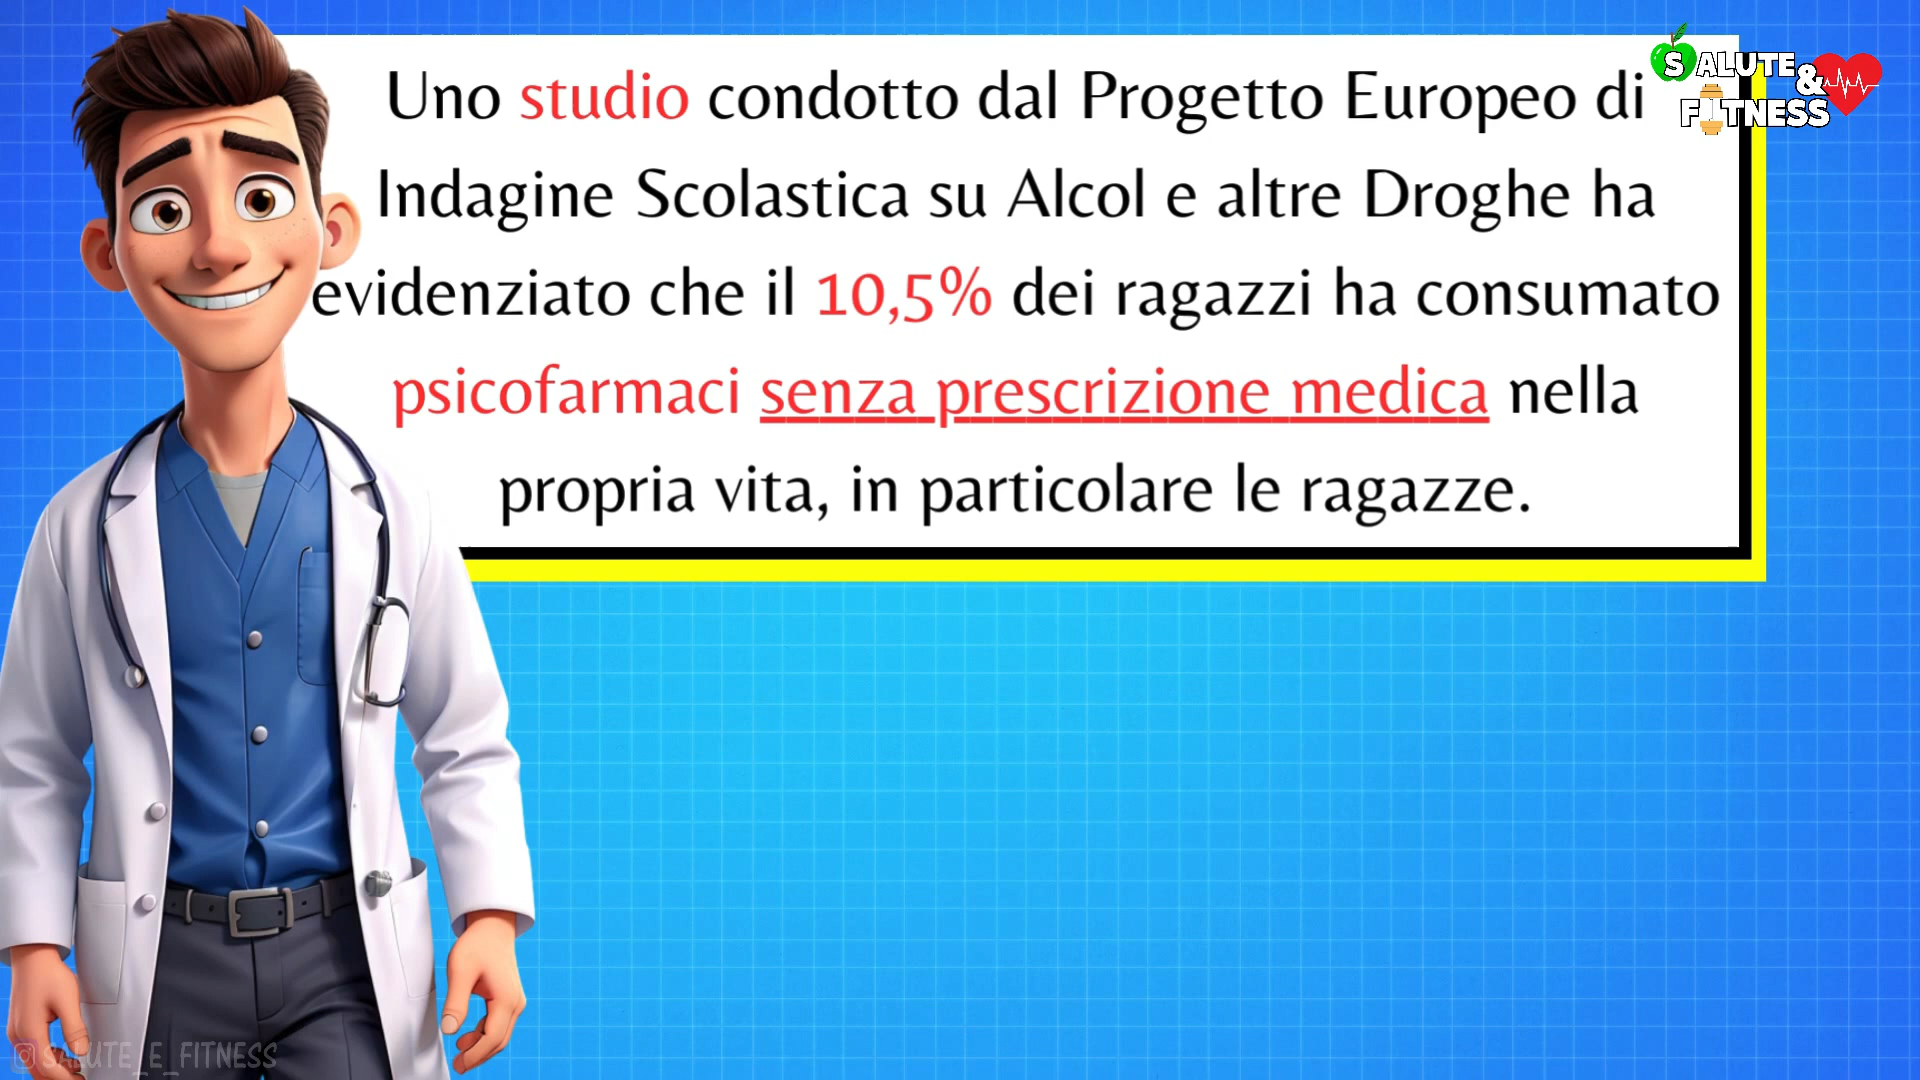 Uno studio condotto dal Progetto Europeo di
Indagine Scolastica su Alcol e altre Droghe ha
evidenziato che il 10,5% dei ragazzi ha consumato
psicofarmaci senza prescrizione medica nella
propria vita, in particolare le ragazze.
SALUTE
&
FITNESS
SALUTE_E_FITNESS